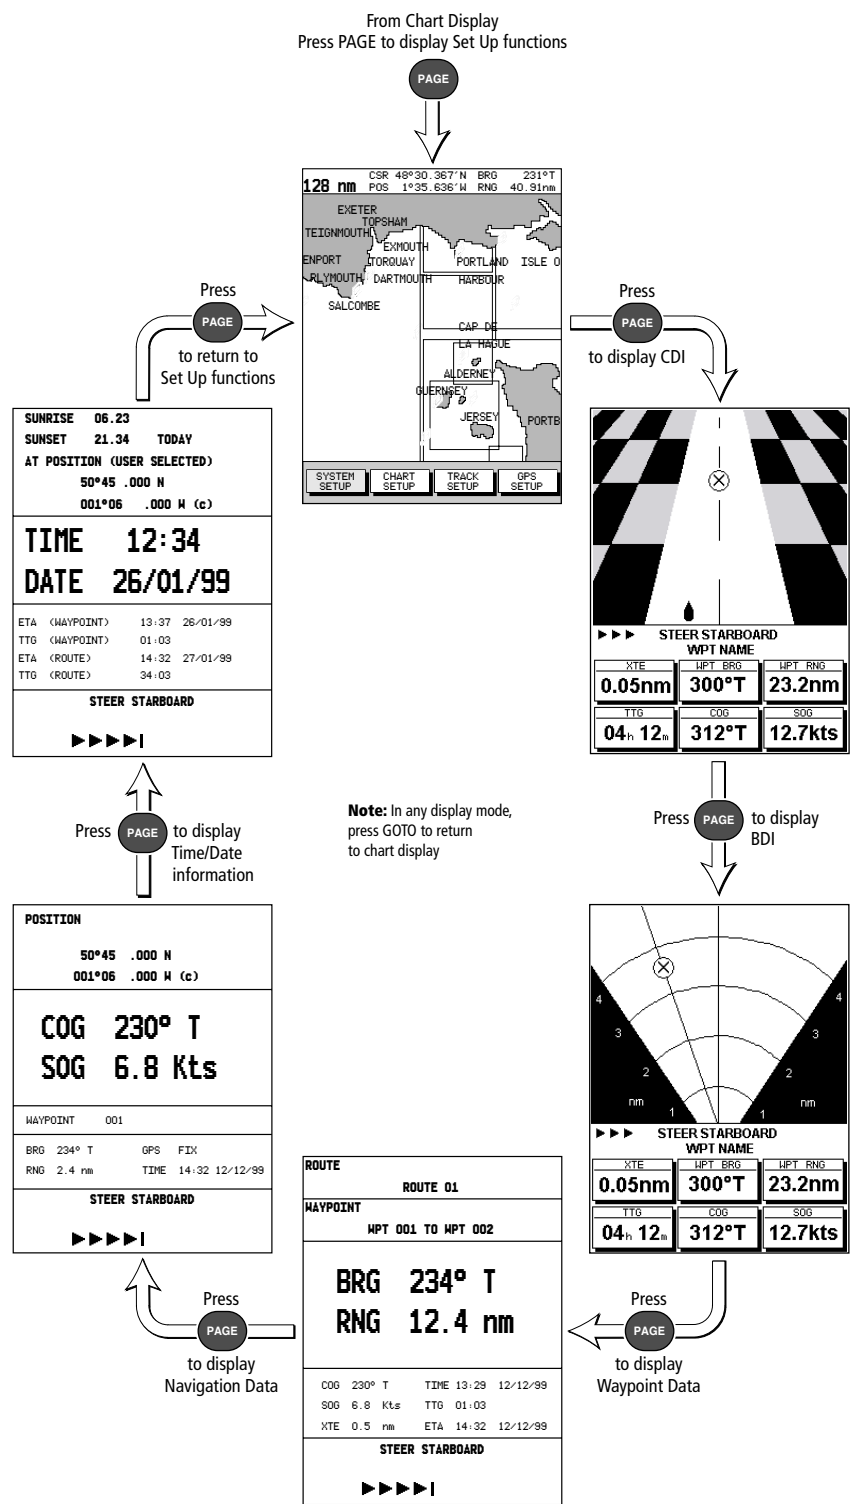 From Chart Display
Press PAGE to display Set Up functions
PAGE
128 nm
CSR 48°30.367'N BRG 231°T
POS 1°35.636'W RNG 40.91nm
EXETER
TOPSHAM
TEIGNMOUTH
EXMOUTH
ENPORT
TORQUAY
PORTLAND
ISLE O
PLYMOUTH
DARTMOUTH
HARBOUR
SALCOMBE
CAP DE
LA HAGUE
ALDERNEY
GUERNSEY
JERSEY
PORTB
SYSTEM
SETUP
CHART
SETUP
TRACK
SETUP
GPS
SETUP
Press
PAGE
to display CDI
▶▶▶ STEER STARBOARD
WPT NAME
XTE
0.05nm
WPT BRG
300°T
WPT RNG
23.2nm
TTG
04h 12m
COG
312°T
SOG
12.7kts
Press PAGE to display
BDI
4
3
2
1
nm
4
3
2
1
nm
▶▶▶ STEER STARBOARD
WPT NAME
XTE
0.05nm
WPT BRG
300°T
WPT RNG
23.2nm
TTG
04h 12m
COG
312°T
SOG
12.7kts
Press
PAGE
to display
Waypoint Data
ROUTE
ROUTE 01
WAYPOINT
WPT 001 TO WPT 002
BRG 234° T
RNG 12.4 nm
COG 230° T TIME 13:29 12/12/99
SOG 6.8 Kts TTG 01:03
XTE 0.5 nm ETA 14:32 12/12/99
STEER STARBOARD
▶▶▶▶|
Press
PAGE
to display
Navigation Data
POSITION
50°45 .000 N
001°06 .000 W (c)
COG 230° T
SOG 6.8 Kts
WAYPOINT 001
BRG 234° T GPS FIX
RNG 2.4 nm TIME 14:32 12/12/99
STEER STARBOARD
▶▶▶▶|
Press PAGE to display
Time/Date
information
SUNRISE 06.23
SUNSET 21.34 TODAY
AT POSITION (USER SELECTED)
50°45 .000 N
001°06 .000 W (c)
TIME 12:34
DATE 26/01/99
ETA (WAYPOINT) 13:37 26/01/99
TTG (WAYPOINT) 01:03
ETA (ROUTE) 14:32 27/01/99
TTG (ROUTE) 34:03
STEER STARBOARD
▶▶▶▶|
Press
PAGE
to return to
Set Up functions
Note: In any display mode,
press GOTO to return
to chart display